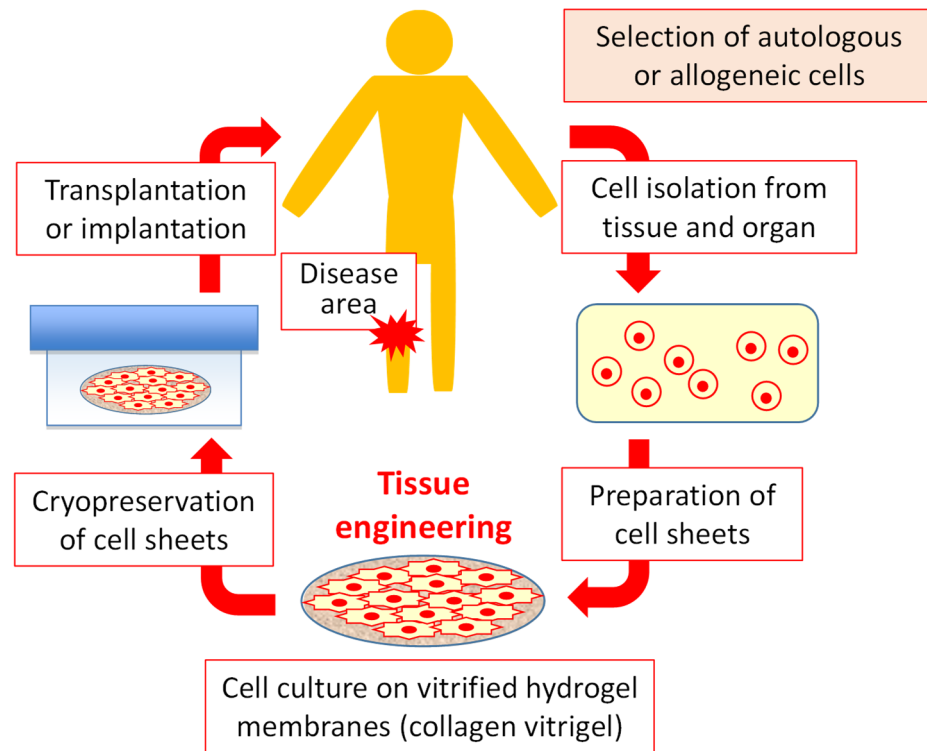 Selection of autologous
or allogeneic cells
Cell isolation from
tissue and organ
Preparation of
cell sheets
Tissue
engineering
Cell culture on vitrified hydrogel
membranes (collagen vitrigel)
Cryopreservation
of cell sheets
Transplantation
or implantation
Disease
area